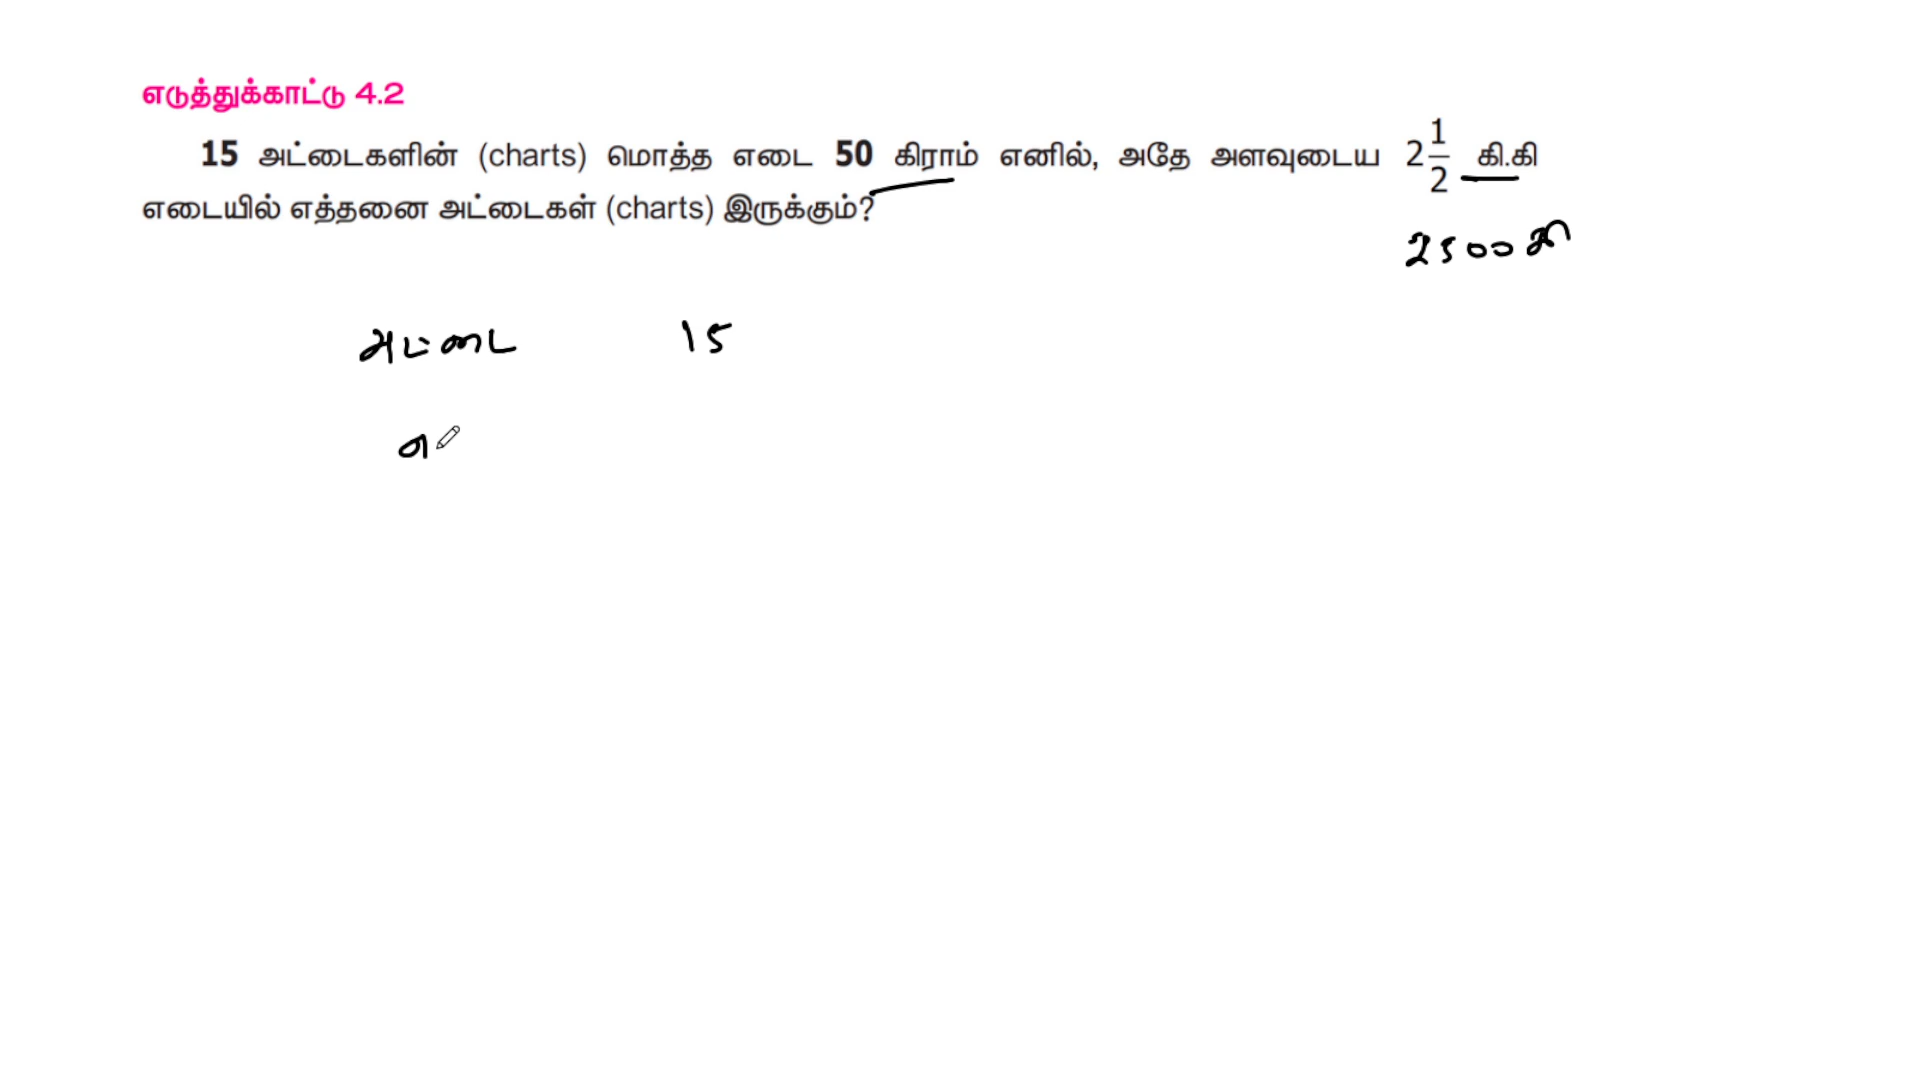 எடுத்துக்காட்டு 4.2
15 அட்டைகளின் (charts) மொத்த எடை 50 கிராம் எனில், அதே அளவுடைய 2 1/2 கி.கி
எடையில் எத்தனை அட்டைகள் (charts) இருக்கும்?
2500 கி
அட்டை 15
எ